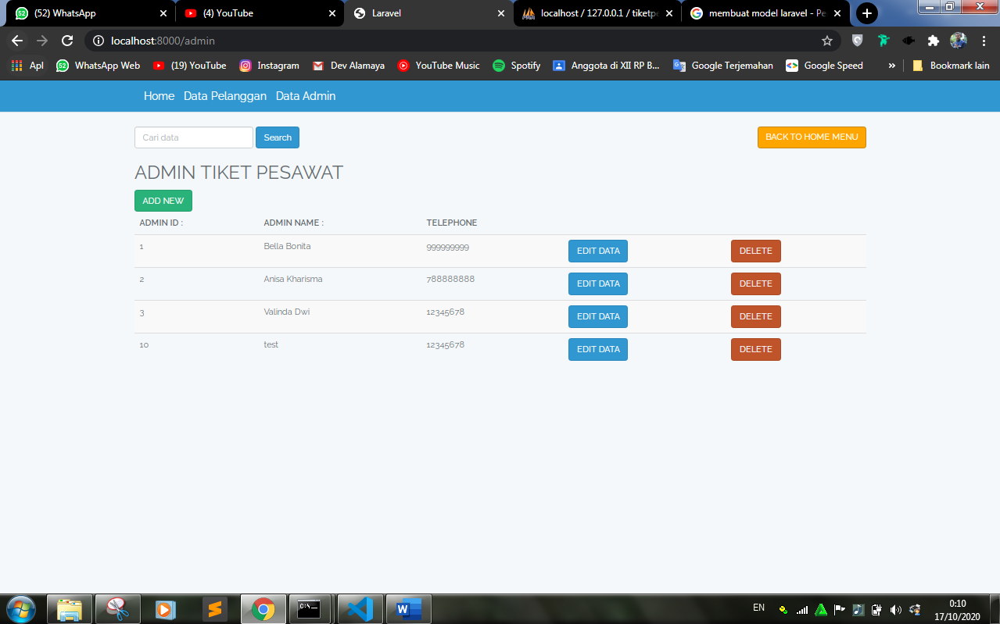 (52) WhatsApp
(4) YouTube
Laravel
localhost / 127.0.0.1 / tiketp
membuat model laravel - Pe
localhost:8000/admin
Apl
WhatsApp Web
(19) YouTube
Instagram
Dev Alamaya
YouTube Music
Spotify
Anggota di XII RP B...
Google Terjemahan
Google Speed
»
Bookmark lain
Home Data Pelanggan Data Admin
Cari data
Search
BACK TO HOME MENU
ADMIN TIKET PESAWAT
ADD NEW
ADMIN ID : ADMIN NAME : TELEPHONE
1 Bella Bonita 999999999 EDIT DATA DELETE
2 Anisa Kharisma 788888888 EDIT DATA DELETE
3 Valinda Dwi 12345678 EDIT DATA DELETE
10 test 12345678 EDIT DATA DELETE
EN
0:10
17/10/2020